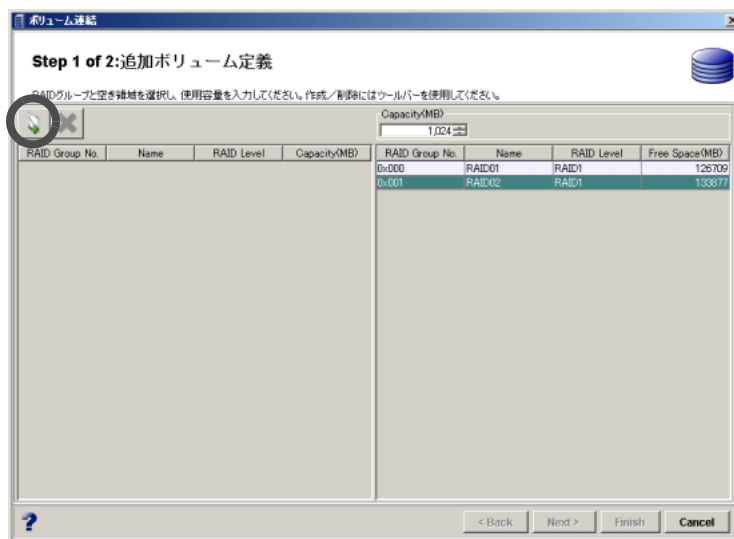 ボリューム連結
Step 1 of 2:追加ボリューム定義
RAIDグループと空き領域を選択し、使用容量を入力してください。作成／削除にはツールバーを使用してください。
Capacity(MB)
1,024
RAID Group No. Name RAID Level Capacity(MB)
RAID Group No. Name RAID Level Free Space(MB)
0x000 RAID01 RAID1 126709
0x001 RAID02 RAID1 133877
?
< Back Next > Finish Cancel